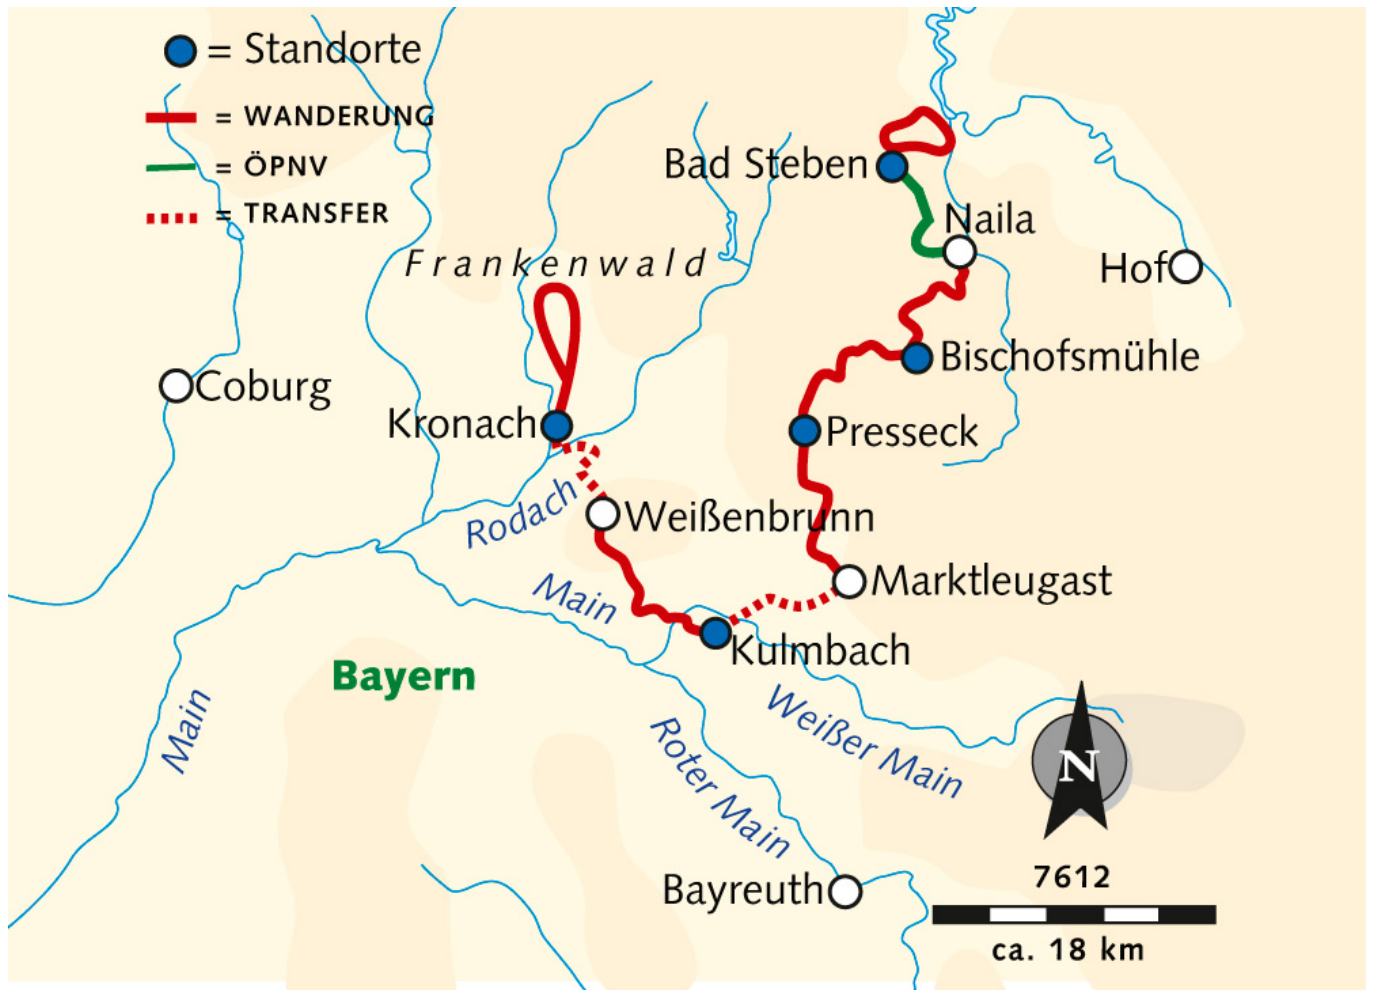 = Standorte
= WANDERUNG
= ÖPNV
= TRANSFER
Bad Steben
Naila
Frankenwald
Hof
Bischofsmühle
Coburg
Kronach
Presseck
Rodach
Weißenbrunn
Main
Marktleugast
Kulmbach
Bayern
Main
Weißer Main
Roter Main
N
Bayreuth
7612
ca. 18 km